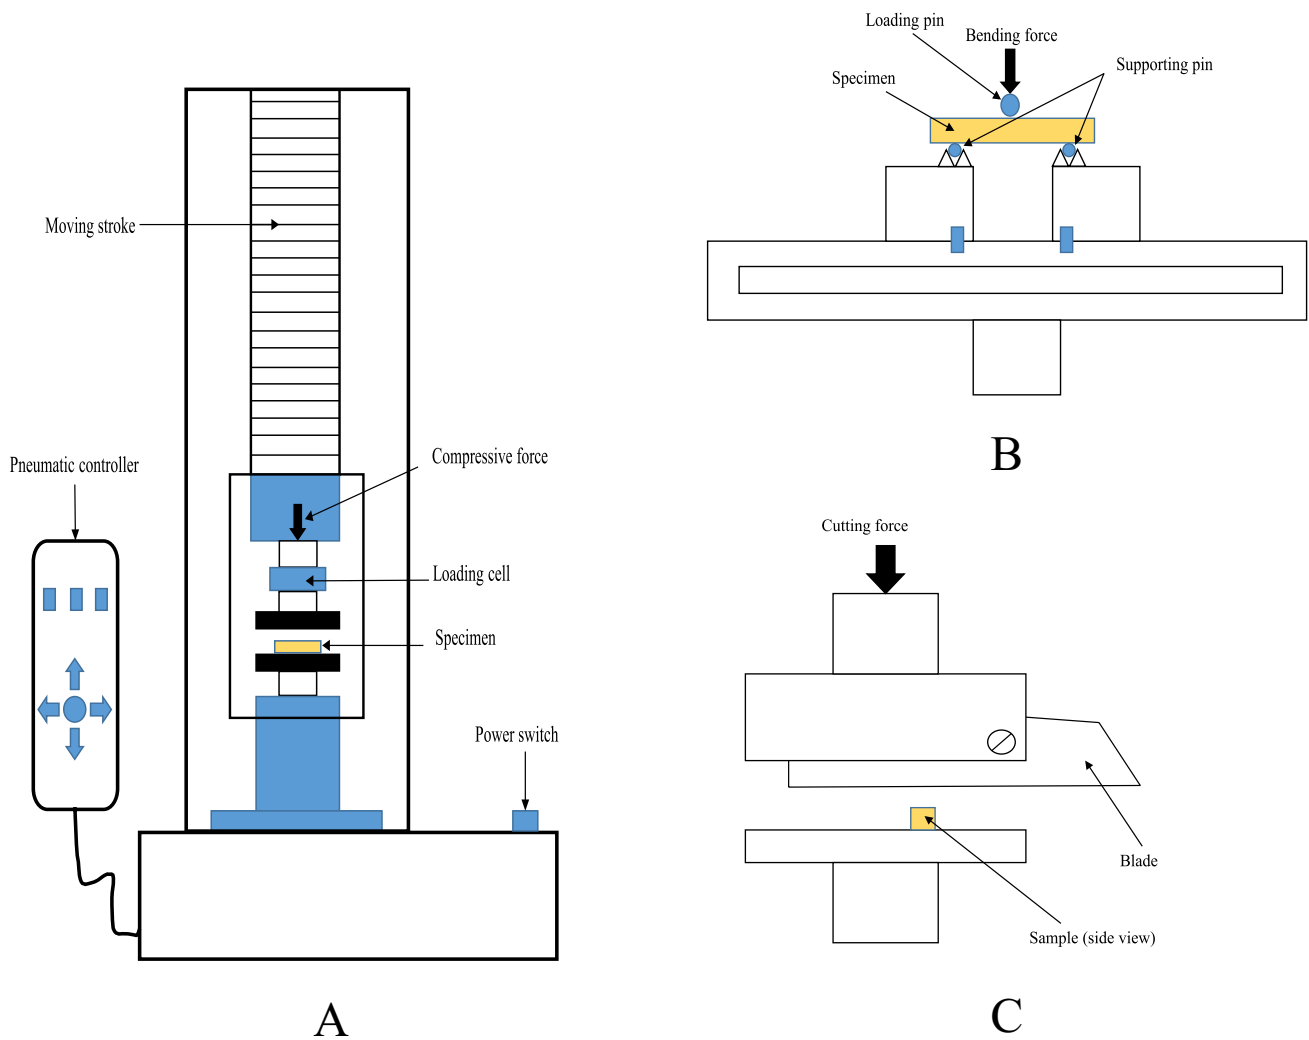 Moving stroke
Pneumatic controller
Compressive force
Loading cell
Specimen
Power switch
A
Loading pin
Bending force
Supporting pin
Specimen
B
Cutting force
Blade
Sample (side view)
C